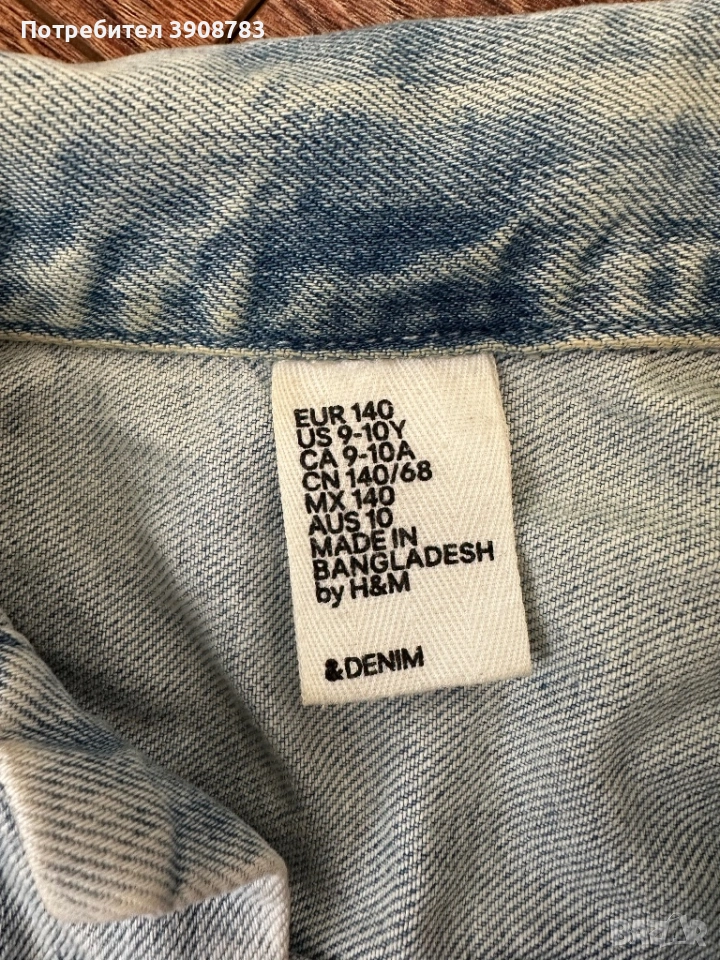 Потребител 3908783
EUR 140
US 9-10Y
CA 9-10A
CN 140/68
MX 140
AUS 10
MADE IN
BANGLADESH
by H&M
&DENIM